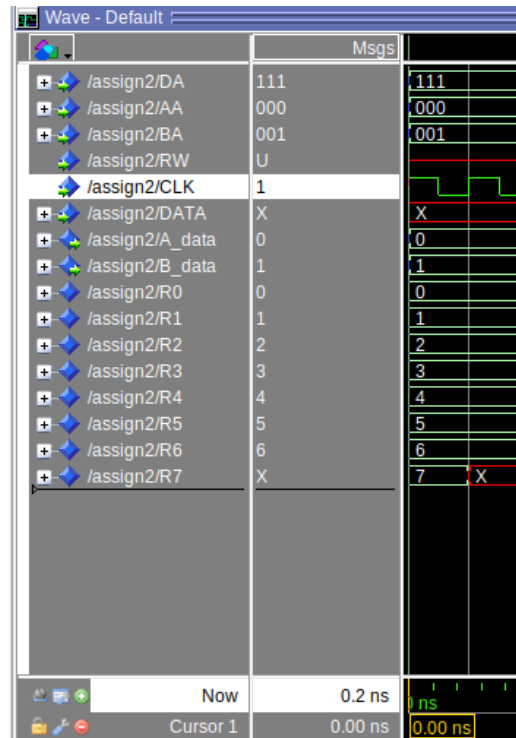 Wave - Default
Msgs
/assign2/DA 111 111
/assign2/AA 000 000
/assign2/BA 001 001
/assign2/RW U
/assign2/CLK 1
/assign2/DATA X X
/assign2/A_data 0 0
/assign2/B_data 1 1
/assign2/R0 0 0
/assign2/R1 1 1
/assign2/R2 2 2
/assign2/R3 3 3
/assign2/R4 4 4
/assign2/R5 5 5
/assign2/R6 6 6
/assign2/R7 X 7 X
Now 0.2 ns ns
Cursor 1 0.00 ns 0.00 ns